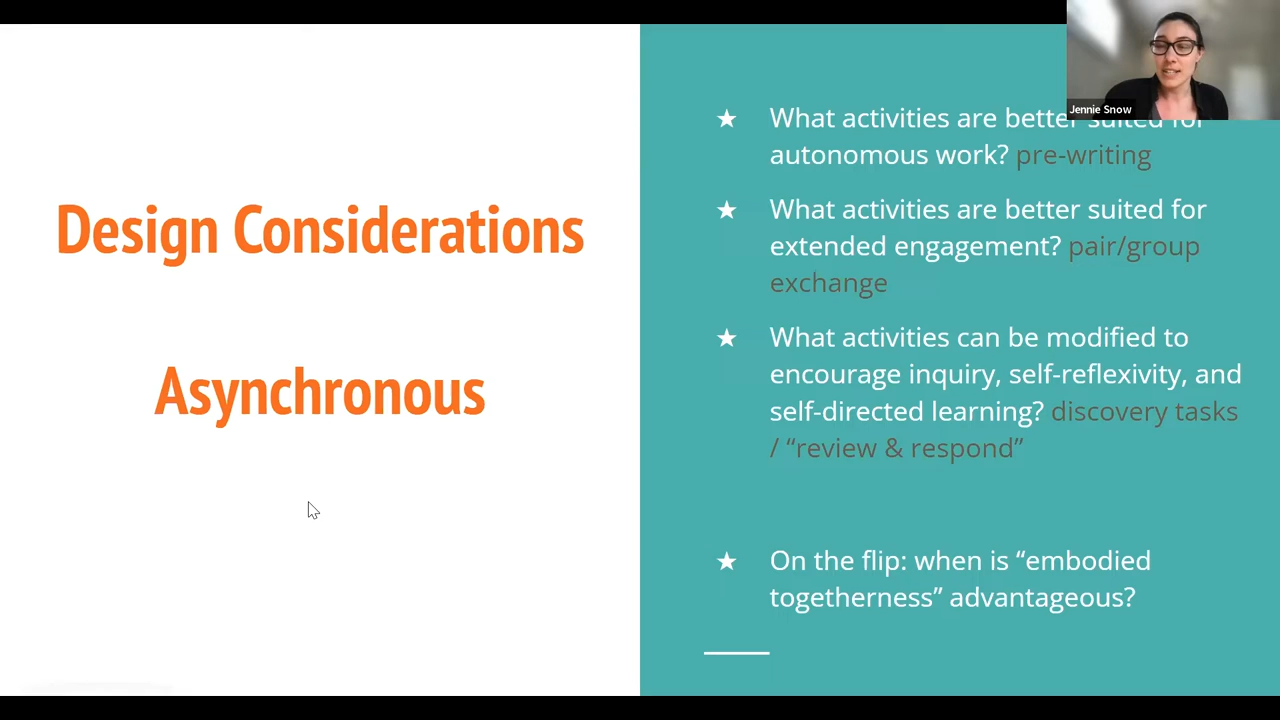 Design Considerations
Asynchronous
Jennie Snow
★ What activities are better suited for
autonomous work? pre-writing
★ What activities are better suited for
extended engagement? pair/group
exchange
★ What activities can be modified to
encourage inquiry, self-reflexivity, and
self-directed learning? discovery tasks
/ “review & respond”
★ On the flip: when is “embodied
togetherness” advantageous?